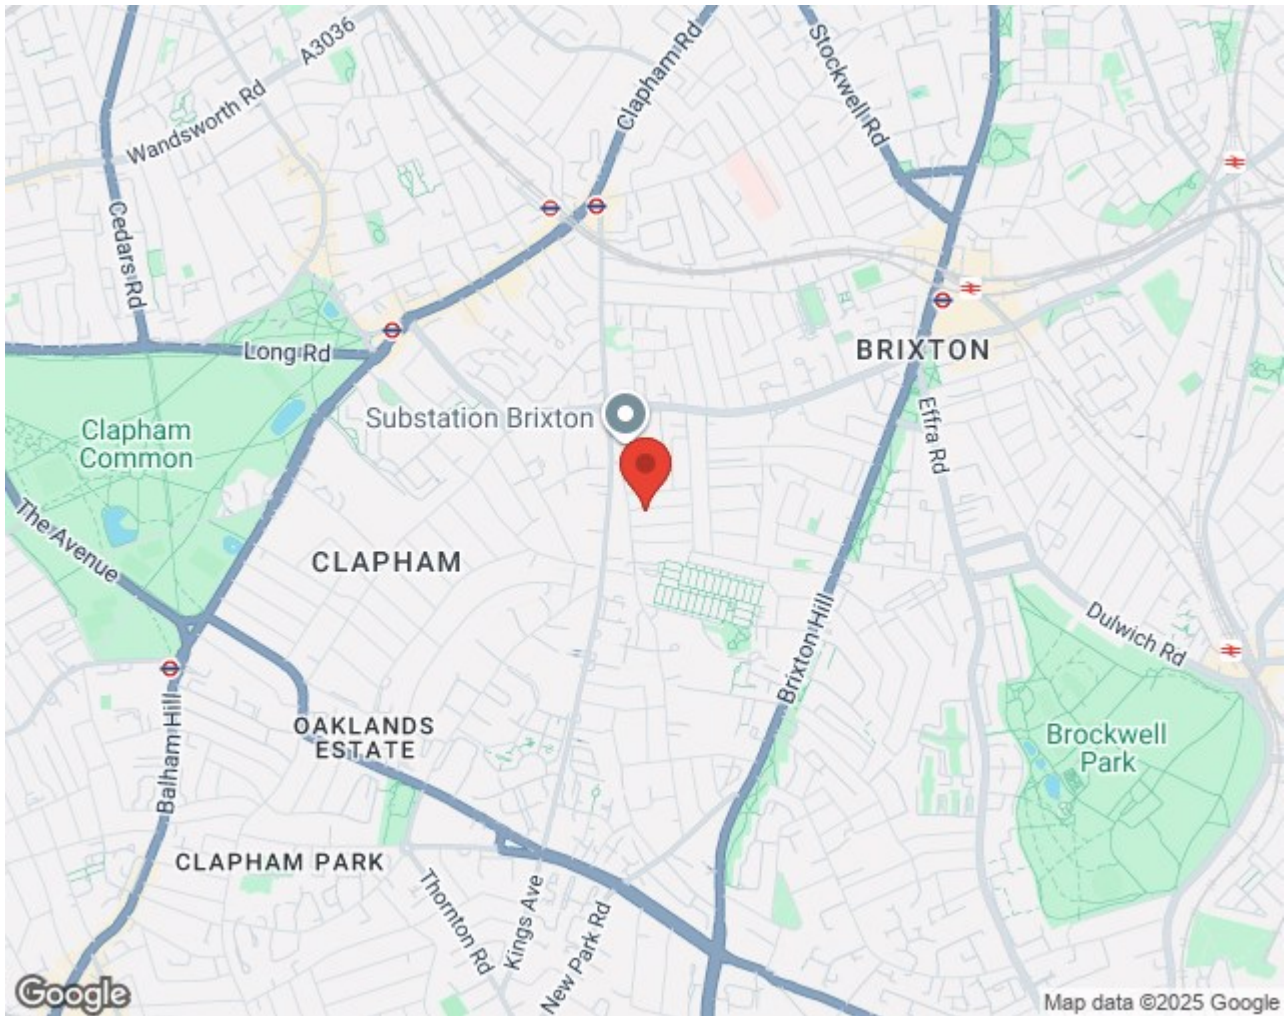 A3036
Wandsworth Rd
Clapham Rd
Stockwell Rd
Cedars Rd
Long Rd
BRIXTON
Substation Brixton
Effra Rd
Clapham
Common
The Avenue
CLAPHAM
Brixton Hill
Dulwich Rd
OAKLANDS
ESTATE
Balham Hill
Brockwell
Park
CLAPHAM PARK
Thornton Rd
Kings Ave
New Park Rd
Google
Map data ©2025 Google